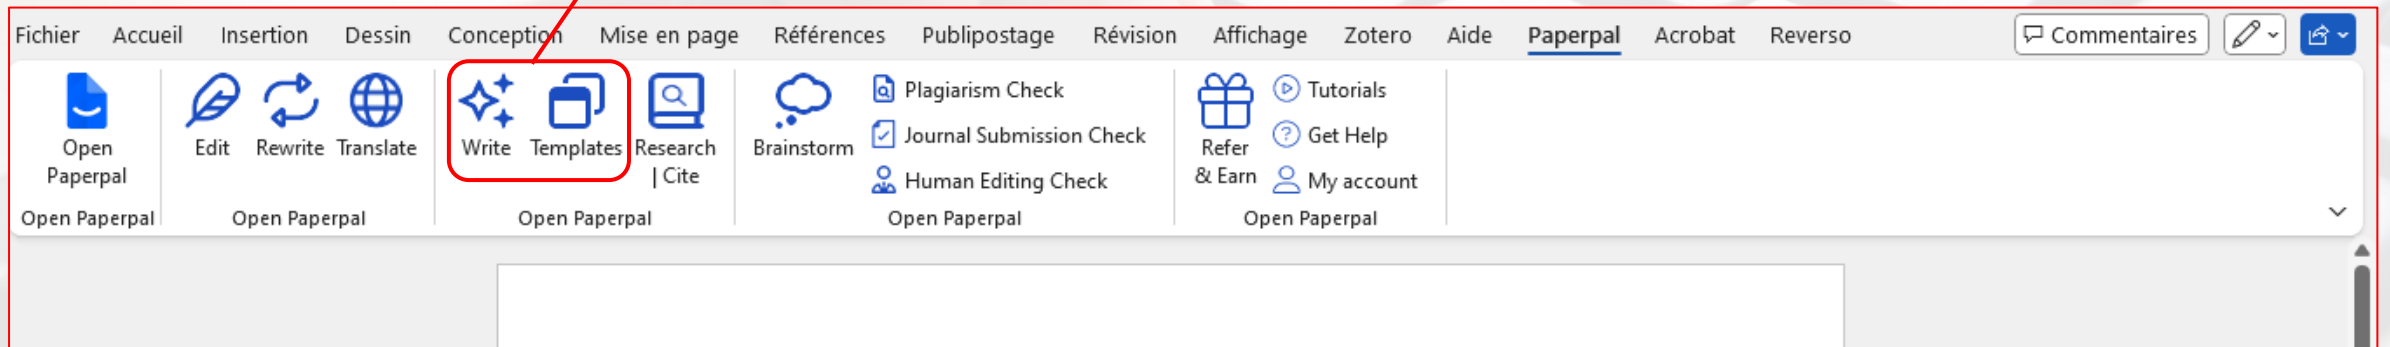 Fichier Accueil Insertion Dessin Conception Mise en page Références Publipostage Révision Affichage Zotero Aide Paperpal Acrobat Reverso Commentaires
Open
Paperpal
Open Paperpal
Edit Rewrite Translate
Open Paperpal
Write Templates Research
| Cite
Open Paperpal
Brainstorm
Plagiarism Check
Journal Submission Check
Human Editing Check
Open Paperpal
Refer
& Earn
Tutorials
Get Help
My account
Open Paperpal